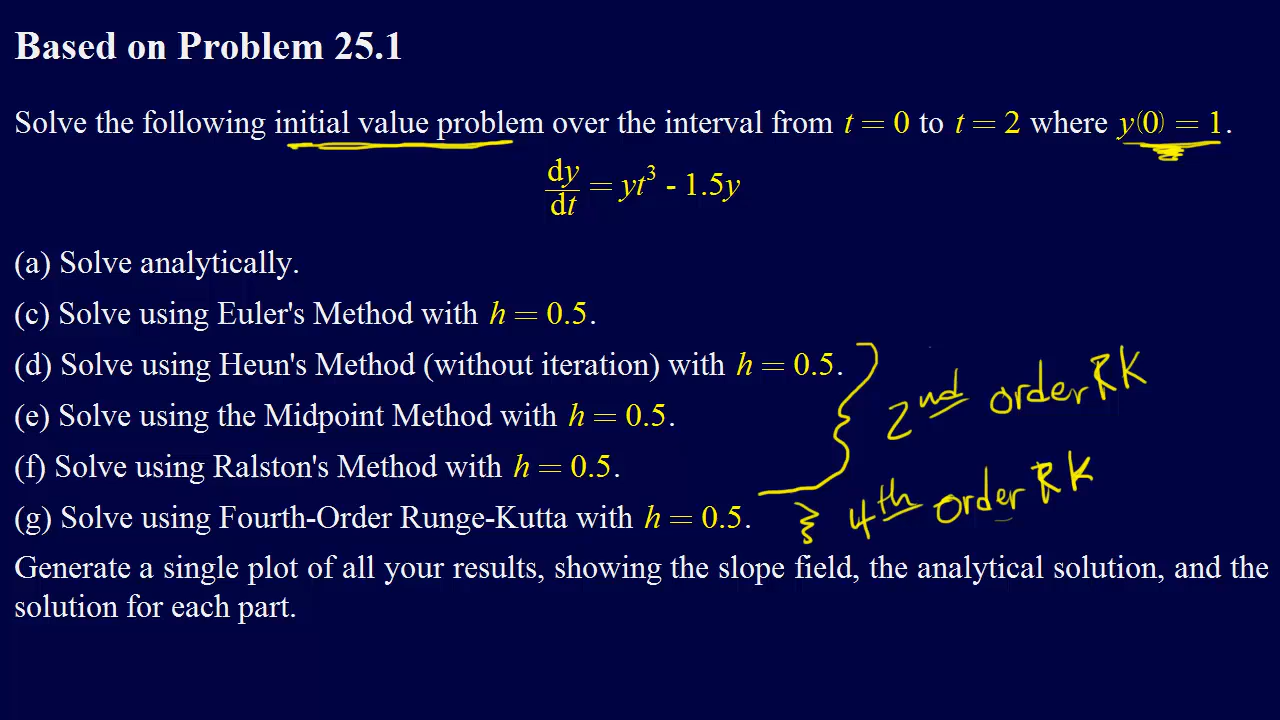 Based on Problem 25.1
Solve the following initial value problem over the interval from t = 0 to t = 2 where y(0) = 1.
dy/dt = yt³ - 1.5y
(a) Solve analytically.
(c) Solve using Euler's Method with h = 0.5.
(d) Solve using Heun's Method (without iteration) with h = 0.5.
(e) Solve using the Midpoint Method with h = 0.5.
2nd order RK
(f) Solve using Ralston's Method with h = 0.5.
(g) Solve using Fourth-Order Runge-Kutta with h = 0.5.
4th order RK
Generate a single plot of all your results, showing the slope field, the analytical solution, and the
solution for each part.